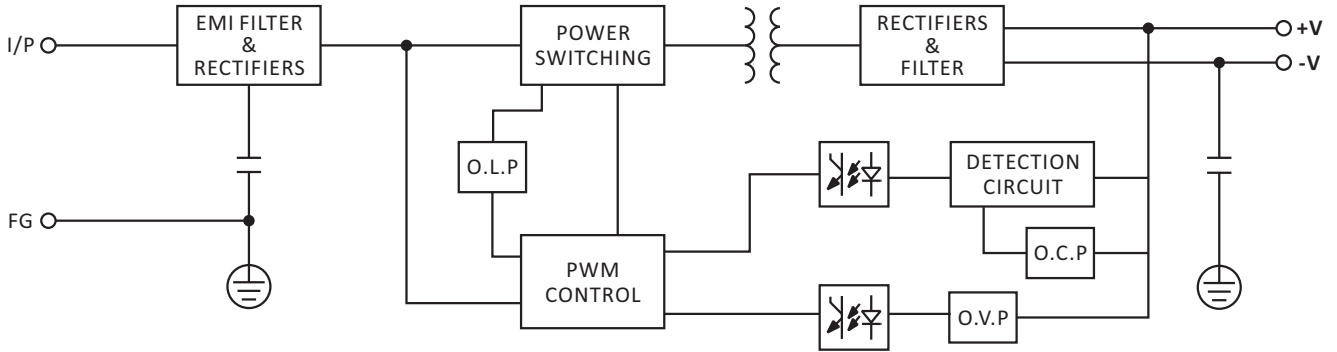 I/P
EMI FILTER
&
RECTIFIERS
POWER
SWITCHING
RECTIFIERS
&
FILTER
+V
-V
O.L.P
DETECTION
CIRCUIT
FG
O.C.P
PWM
CONTROL
O.V.P